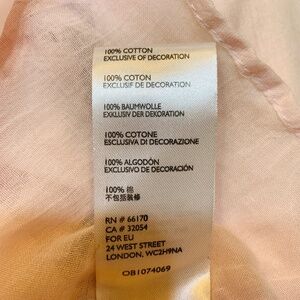 100% COTTON
EXCLUSIVE OF DECORATION
100% COTON
EXCLUSIF DE DECORATION
100% BAUMWOLLE
EXKLUSIV DER DEKORATION
100% COTONE
ESCLUSIVA DI DECORAZIONE
100% ALGODÓN
EXCLUSIVO DE DECORACIÓN
100% 棉
不包括装修
RN # 66170
CA # 32054
FOR EU
24 WEST STREET
LONDON, WC2H9NA
OB1074069